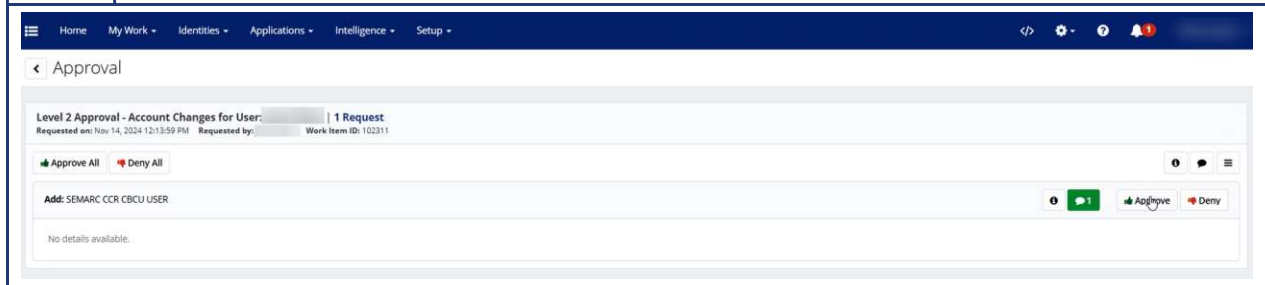 Home My Work Identities Applications Intelligence Setup </> 1
Approval
Level 2 Approval - Account Changes for User: | 1 Request
Requested on: Nov 14, 2024 12:13:59 PM Requested by: Work Item ID: 102311
Approve All Deny All
Add: SEMARC CCR CBCU USER 1 Approve Deny
No details available.